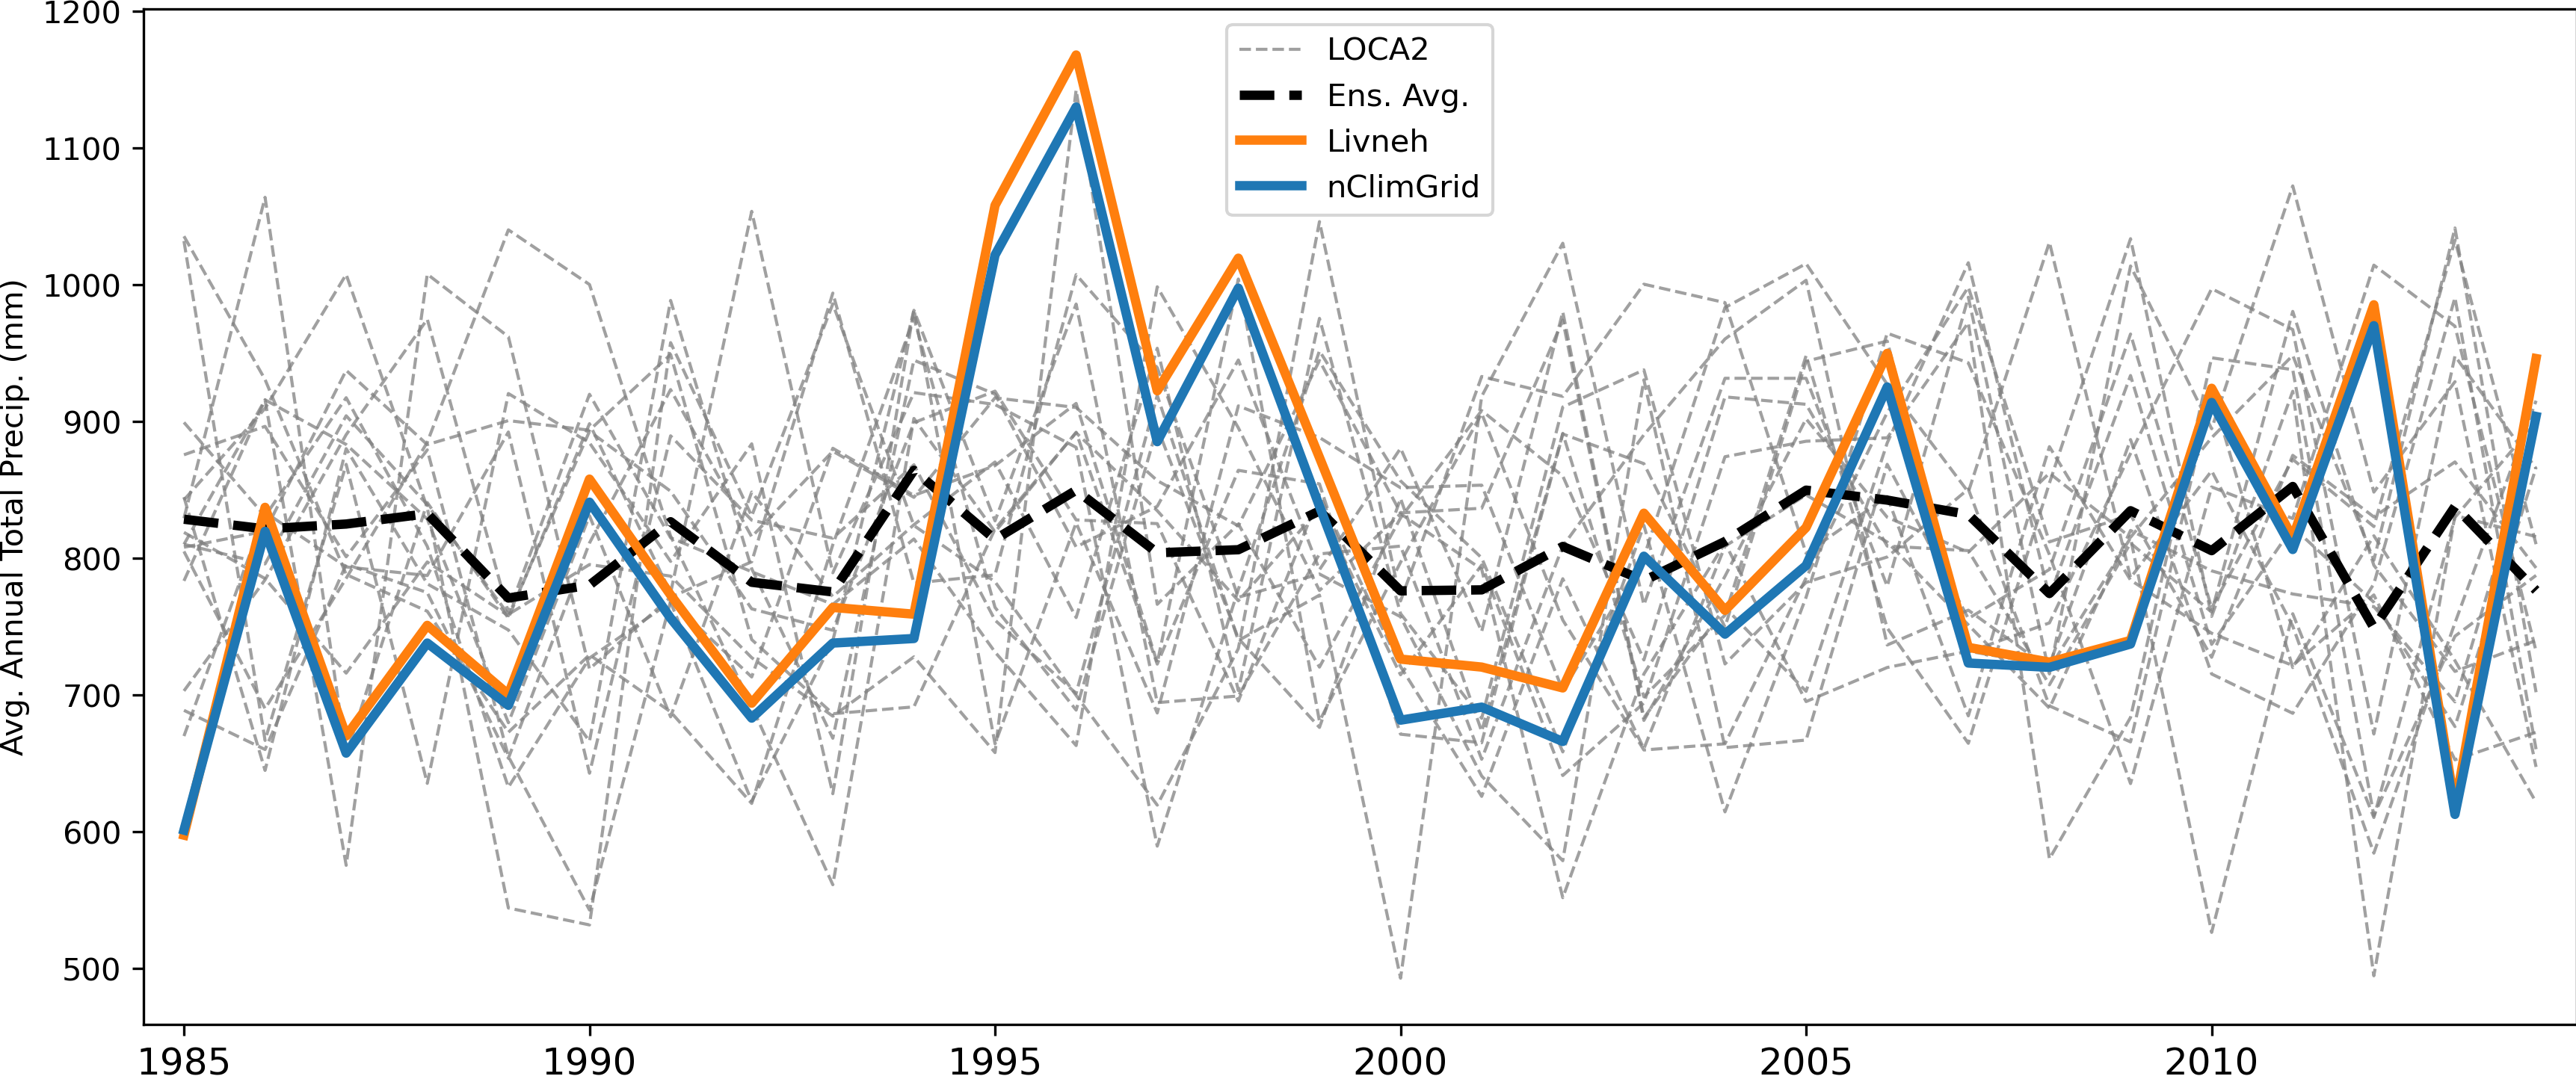 1200
1100
1000
900
800
700
600
500
Avg. Annual Total Precip. (mm)
LOCA2
Ens. Avg.
Livneh
nClimGrid
1985 1990 1995 2000 2005 2010